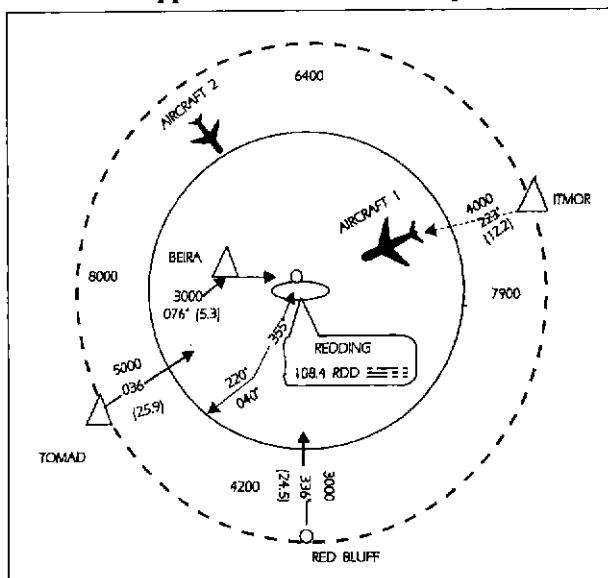 6400
AIRCRAFT 2
4000
223°
(12.2)
ITMOR
AIRCRAFT 1
BEIRA
3000
076° (5.3)
8000
7900
355°
REDDING
108.4 RDD
5000
036
(25.9)
220°
040°
TOMAD
4200
(24.5)
336°
3000
RED BLUFF